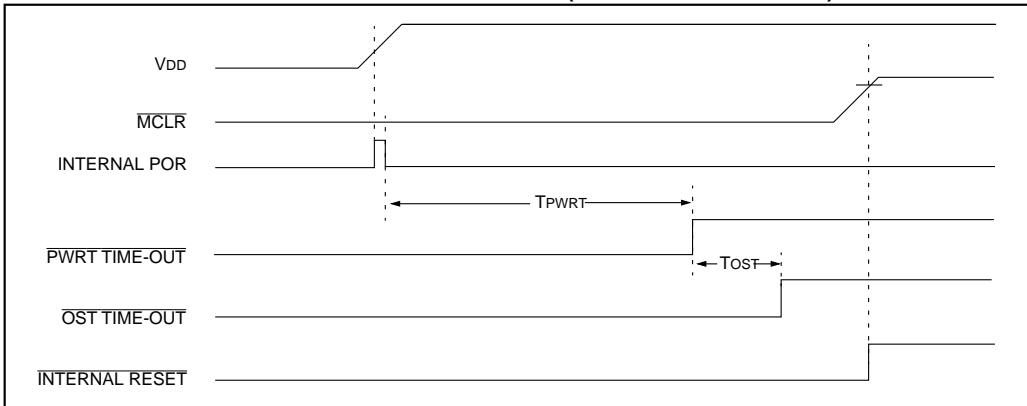 VDD
MCLR
INTERNAL POR
TPWRT
PWRT TIME-OUT
TOST
OST TIME-OUT
INTERNAL RESET